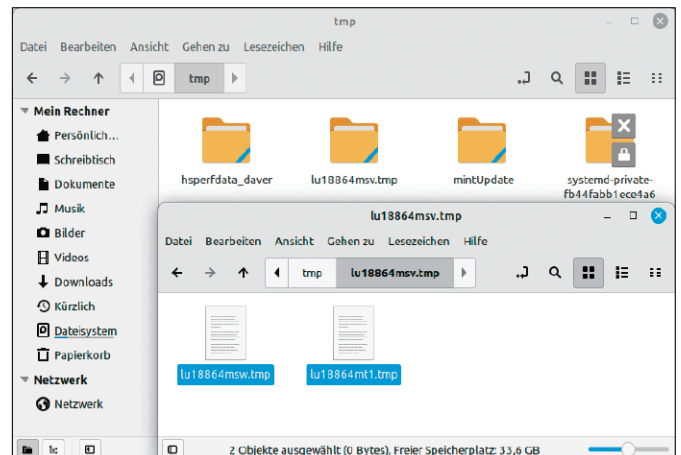 tmp
Datei Bearbeiten Ansicht Gehen zu Lesezeichen Hilfe
tmp
Mein Rechner
Persönlich...
Schreibtisch
Dokumente
Musik
Bilder
Videos
Downloads
Kürzlich
Dateisystem
Papierkorb
Netzwerk
Netzwerk
hsperfdata_daver
lu18864msv.tmp
mintUpdate
systemd-private-
fb44fabb1ece4a6
lu18864msv.tmp
Datei Bearbeiten Ansicht Gehen zu Lesezeichen Hilfe
tmp lu18864msv.tmp
lu18864msw.tmp
lu18864mt1.tmp
2 Objekte ausgewählt (0 Bytes), Freier Speicherplatz: 33,6 GB